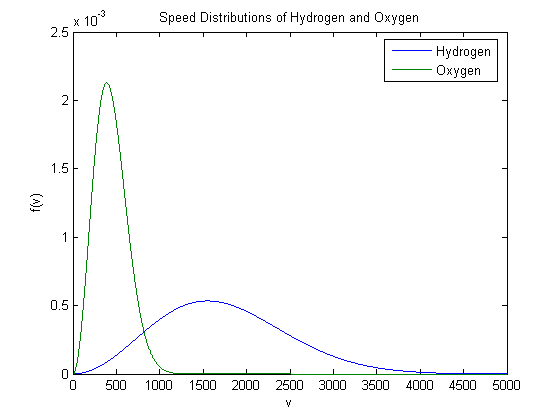 Speed Distributions of Hydrogen and Oxygen
x 10^-3
2.5
2
1.5
1
0.5
0
f(v)
Hydrogen
Oxygen
0 500 1000 1500 2000 2500 3000 3500 4000 4500 5000
v